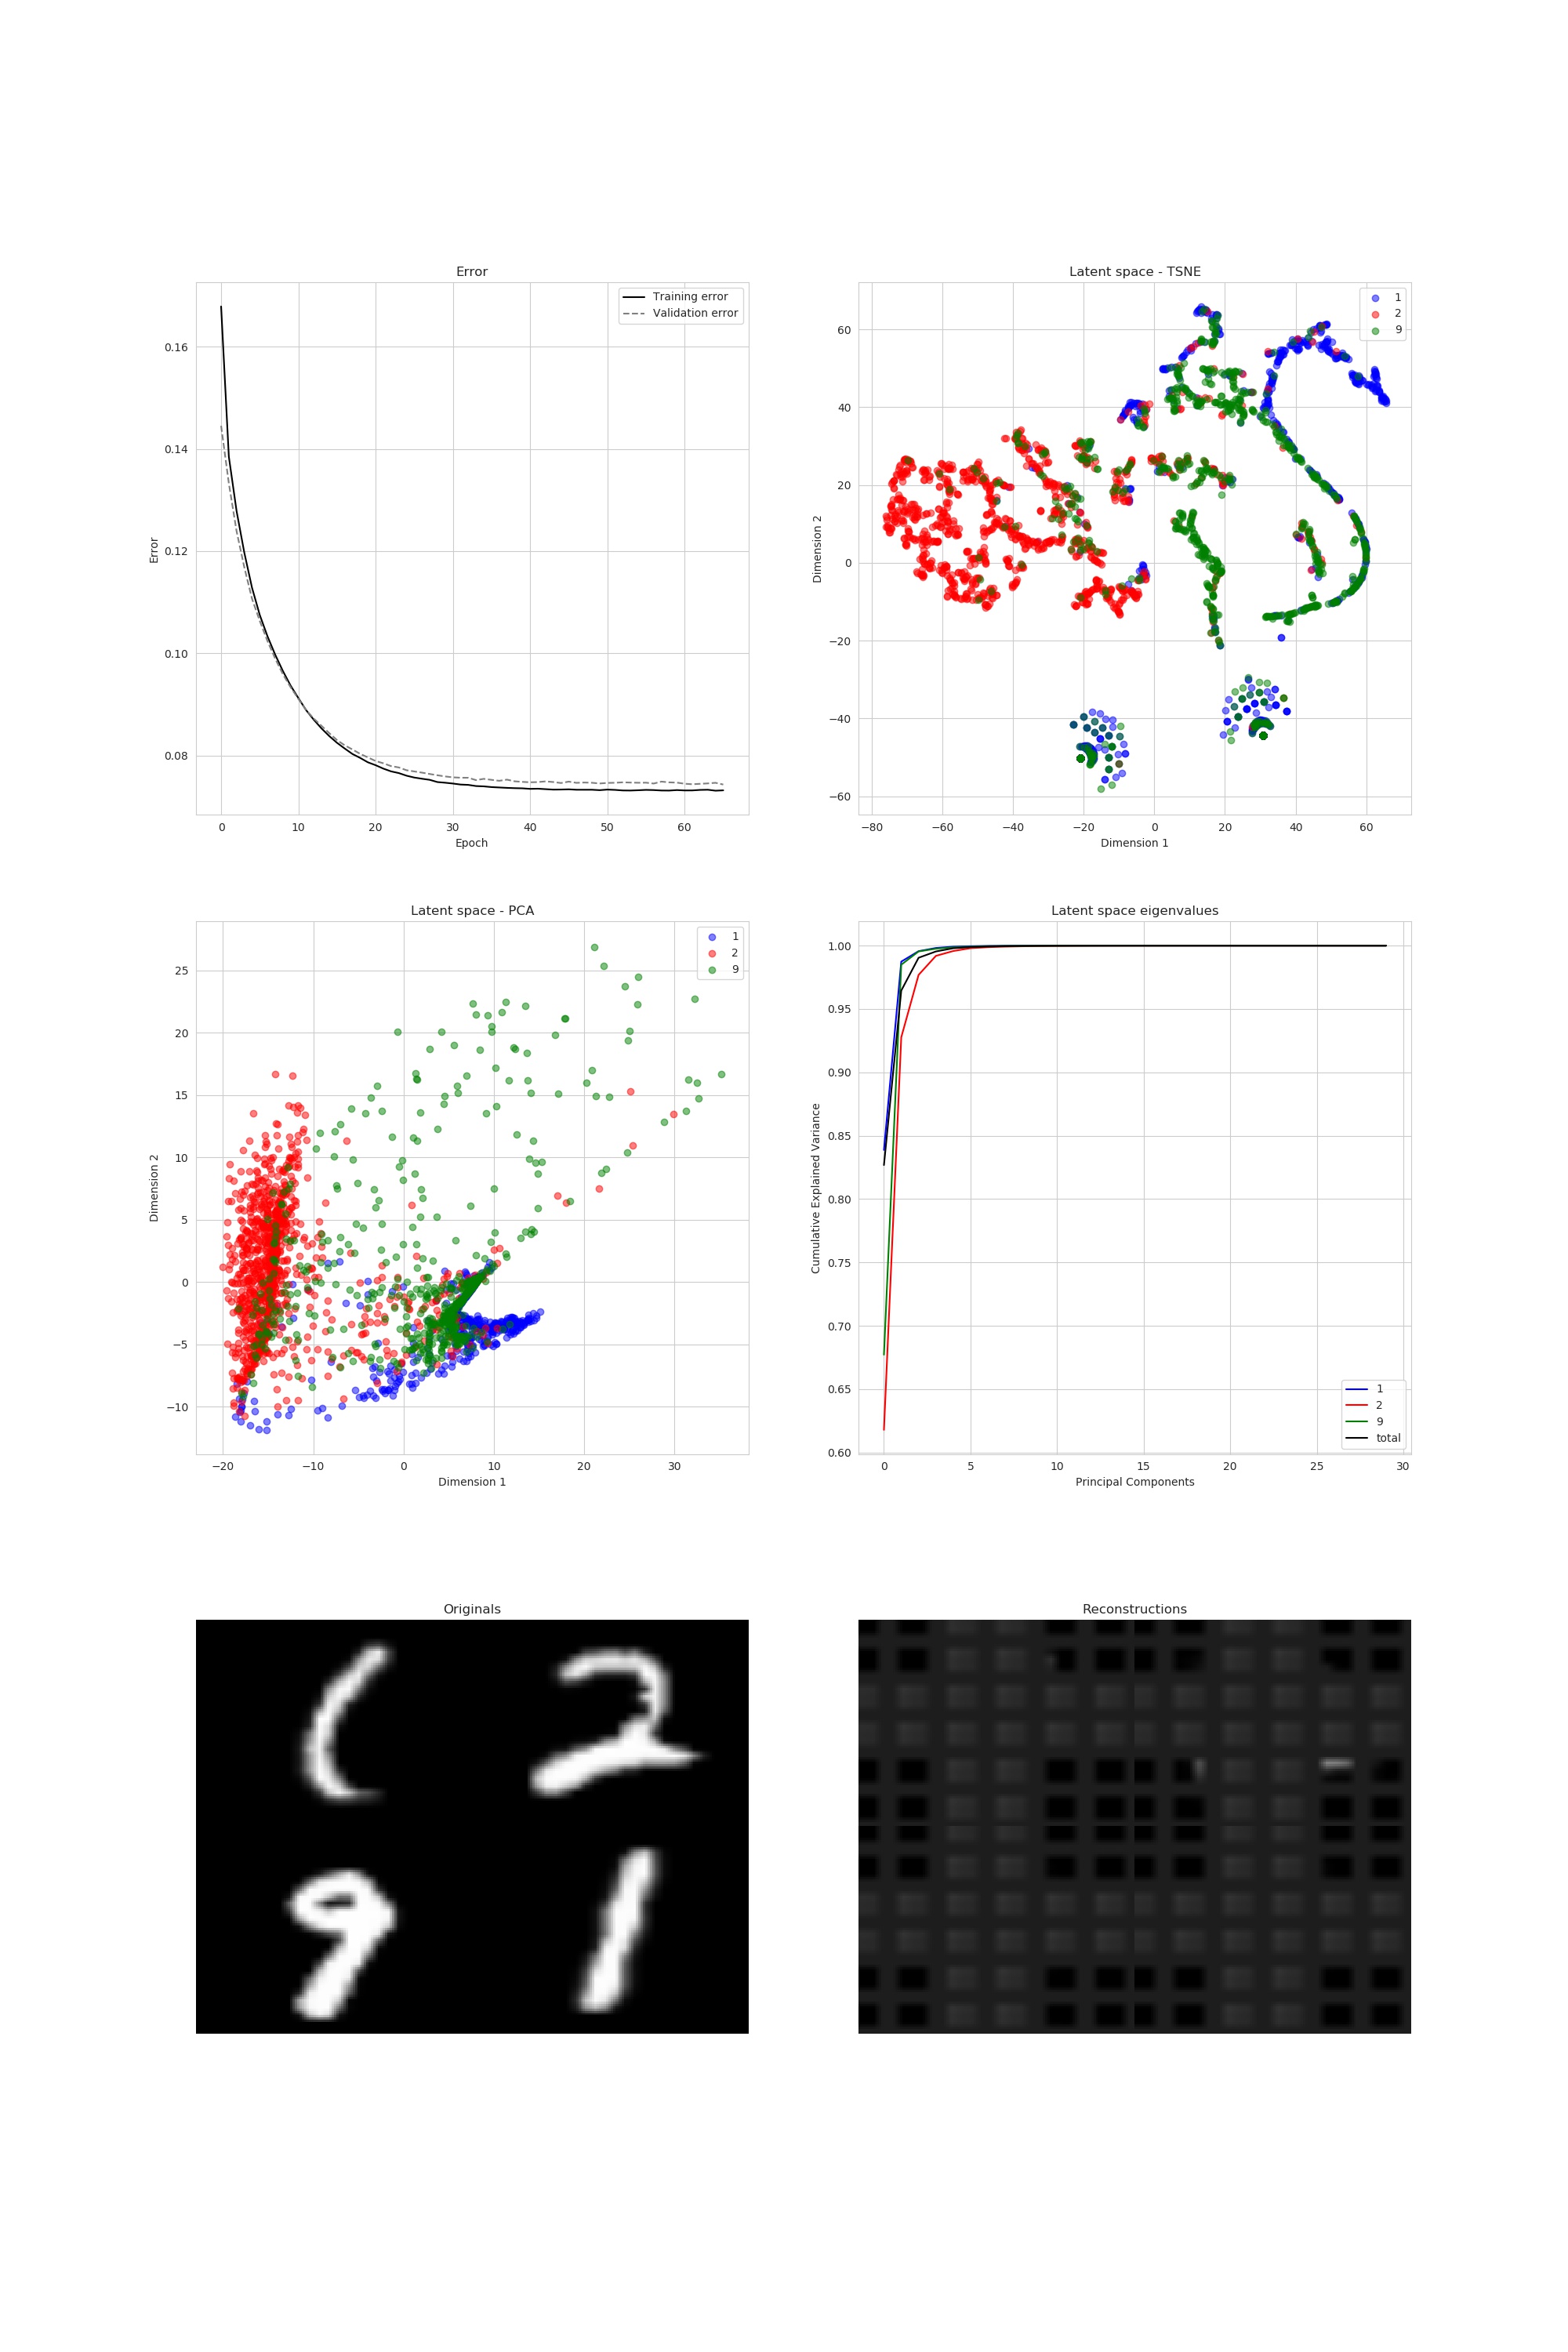 Error
Training error
Validation error
0.16
0.14
0.12
0.10
0.08
Error
0 10 20 30 40 50 60
Epoch
Latent space - TSNE
1
2
9
60
40
20
0
−20
−40
−60
Dimension 2
−80 −60 −40 −20 0 20 40 60
Dimension 1
Latent space - PCA
1
2
9
25
20
15
10
5
0
−5
−10
Dimension 2
−20 −10 0 10 20 30
Dimension 1
Latent space eigenvalues
1.00
0.95
0.90
0.85
0.80
0.75
0.70
0.65
0.60
Cumulative Explained Variance
1
2
9
total
0 5 10 15 20 25 30
Principal Components
Originals
2
9 1
Reconstructions